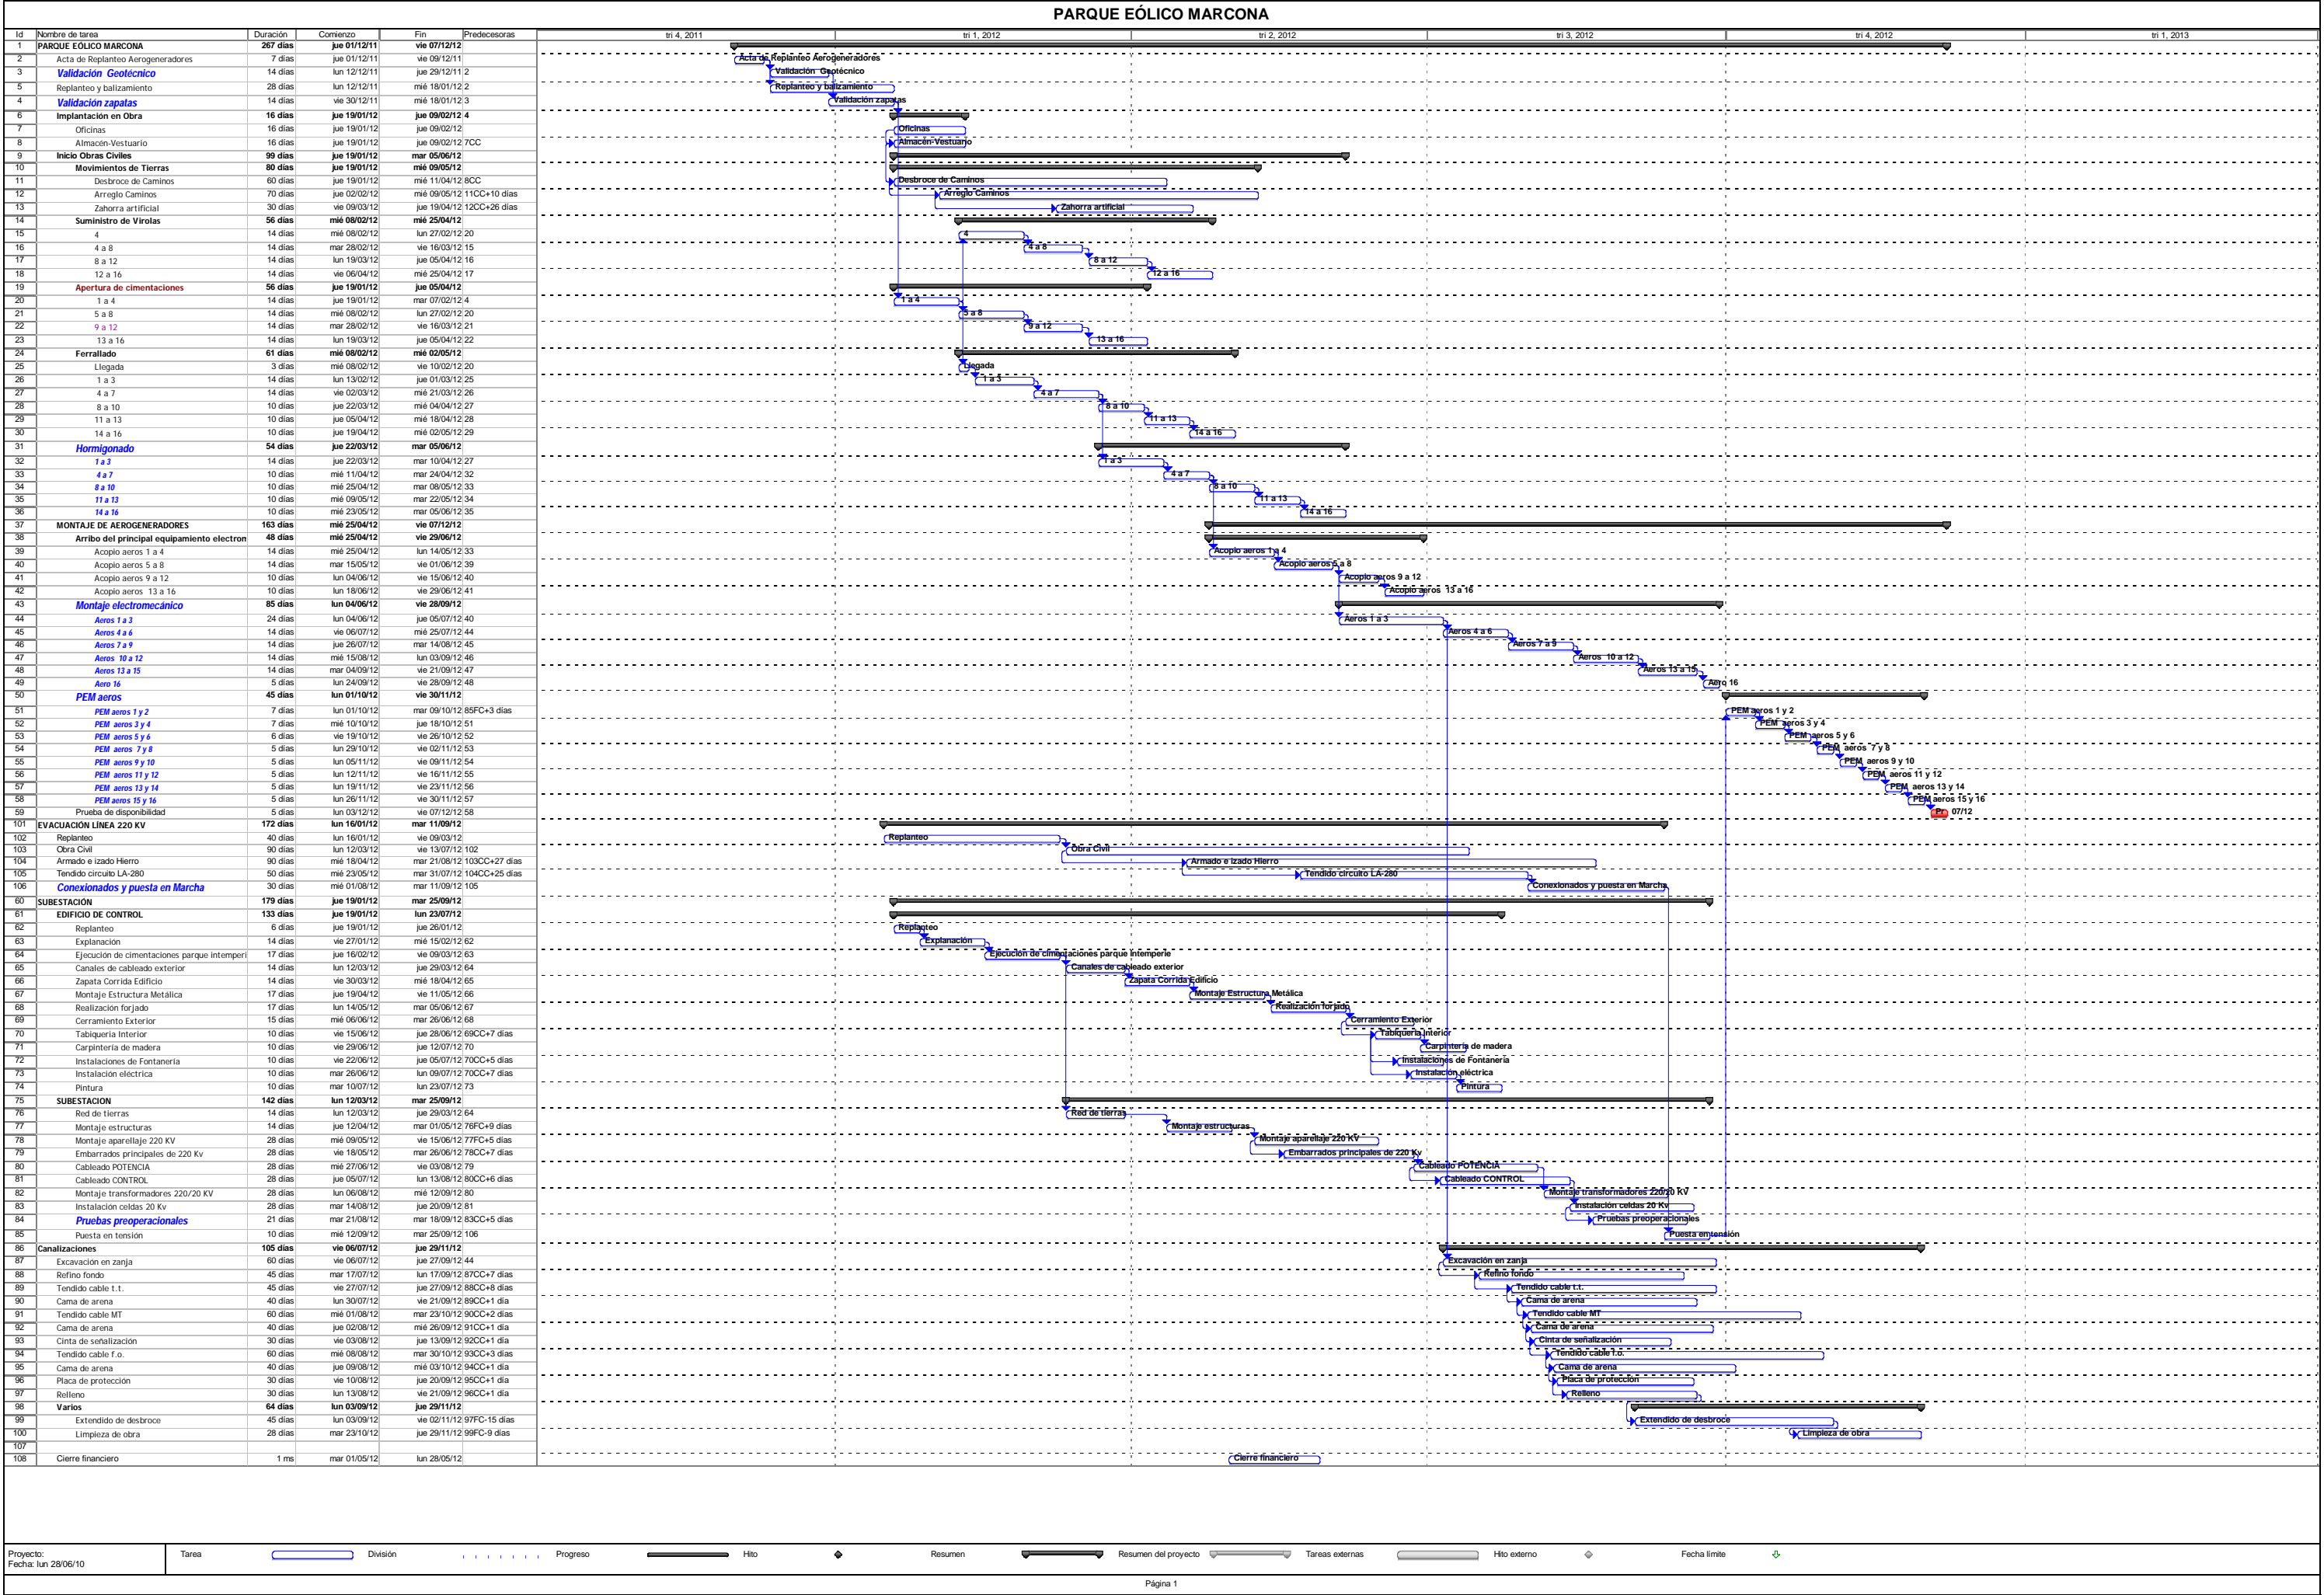 PARQUE EÓLICO MARCONA
Id Nombre de tarea Duración Comienzo Fin Predecesoras tri 4, 2011 tri 1, 2012 tri 2, 2012 tri 3, 2012 tri 4, 2012 tri 1, 2013
1 PARQUE EÓLICO MARCONA 267 días jue 01/12/11 vie 07/12/12
2 Acta de Replanteo Aerogeneradores 7 días jue 01/12/11 vie 09/12/11 Acta de Replanteo Aerogeneradores
3 Validación Geotécnico 14 días lun 12/12/11 jue 29/12/11 2 Validación Geotécnico
5 Replanteo y balizamiento 28 días lun 12/12/11 mié 18/01/12 2 Replanteo y balizamiento
4 Validación zapatas 14 días vie 30/12/11 mié 18/01/12 3 Validación zapatas
6 Implantación en Obra 16 días jue 19/01/12 jue 09/02/12 4
7 Oficinas 16 días jue 19/01/12 jue 09/02/12 Oficinas
8 Almacén-Vestuario 16 días jue 19/01/12 jue 09/02/12 7CC Almacén-Vestuario
9 Inicio Obras Civiles 99 días jue 19/01/12 mar 05/06/12
10 Movimientos de Tierras 80 días jue 19/01/12 mié 09/05/12
11 Desbroce de Caminos 60 días jue 19/01/12 mié 11/04/12 8CC Desbroce de Caminos
12 Arreglo Caminos 70 días jue 02/02/12 mié 09/05/12 11CC+10 días Arreglo Caminos
13 Zahorra artificial 30 días vie 09/03/12 jue 19/04/12 12CC+26 días Zahorra artificial
14 Suministro de Virolas 56 días mié 08/02/12 mié 25/04/12
15 4 14 días mié 08/02/12 lun 27/02/12 20 4
16 4 a 8 14 días mar 28/02/12 vie 16/03/12 15 4 a 8
17 8 a 12 14 días lun 19/03/12 jue 05/04/12 16 8 a 12
18 12 a 16 14 días vie 06/04/12 mié 25/04/12 17 12 a 16
19 Apertura de cimentaciones 56 días jue 19/01/12 jue 05/04/12
20 1 a 4 14 días jue 19/01/12 mar 07/02/12 4 1 a 4
21 5 a 8 14 días mié 08/02/12 lun 27/02/12 20 5 a 8
22 9 a 12 14 días mar 28/02/12 vie 16/03/12 21 9 a 12
23 13 a 16 14 días lun 19/03/12 jue 05/04/12 22 13 a 16
24 Ferrallado 61 días mié 08/02/12 mié 02/05/12
25 Llegada 3 días mié 08/02/12 vie 10/02/12 20 Llegada
26 1 a 3 14 días lun 13/02/12 jue 01/03/12 25 1 a 3
27 4 a 7 14 días vie 02/03/12 mié 21/03/12 26 4 a 7
28 8 a 10 10 días jue 22/03/12 mié 04/04/12 27 8 a 10
29 11 a 13 10 días jue 05/04/12 mié 18/04/12 28 11 a 13
30 14 a 16 10 días jue 19/04/12 mié 02/05/12 29 14 a 16
31 Hormigonado 54 días jue 22/03/12 mar 05/06/12
32 1 a 3 14 días jue 22/03/12 mar 10/04/12 27 1 a 3
33 4 a 7 10 días mié 11/04/12 mar 24/04/12 32 4 a 7
34 8 a 10 10 días mié 25/04/12 mar 08/05/12 33 8 a 10
35 11 a 13 10 días mié 09/05/12 mar 22/05/12 34 11 a 13
36 14 a 16 10 días mié 23/05/12 mar 05/06/12 35 14 a 16
37 MONTAJE DE AEROGENERADORES 163 días mié 25/04/12 vie 07/12/12
38 Arribo del principal equipamiento electron 48 días mié 25/04/12 vie 29/06/12
39 Acopio aeros 1 a 4 14 días mié 25/04/12 lun 14/05/12 33 Acopio aeros 1 a 4
40 Acopio aeros 5 a 8 14 días mar 15/05/12 vie 01/06/12 39 Acopio aeros 5 a 8
41 Acopio aeros 9 a 12 10 días lun 04/06/12 vie 15/06/12 40 Acopio aeros 9 a 12
42 Acopio aeros 13 a 16 10 días lun 18/06/12 vie 29/06/12 41 Acopio aeros 13 a 16
43 Montaje electromecánico 85 días lun 04/06/12 vie 28/09/12
44 Aeros 1 a 3 24 días lun 04/06/12 jue 05/07/12 40 Aeros 1 a 3
45 Aeros 4 a 6 14 días vie 06/07/12 mié 25/07/12 44 Aeros 4 a 6
46 Aeros 7 a 9 14 días jue 26/07/12 mar 14/08/12 45 Aeros 7 a 9
47 Aeros 10 a 12 14 días mié 15/08/12 lun 03/09/12 46 Aeros 10 a 12
48 Aeros 13 a 15 14 días mar 04/09/12 vie 21/09/12 47 Aeros 13 a 15
49 Aero 16 5 días lun 24/09/12 vie 28/09/12 48 Aero 16
50 PEM aeros 45 días lun 01/10/12 vie 30/11/12
51 PEM aeros 1 y 2 7 días lun 01/10/12 mar 09/10/12 85FC+3 días PEM aeros 1 y 2
52 PEM aeros 3 y 4 7 días mié 10/10/12 jue 18/10/12 51 PEM aeros 3 y 4
53 PEM aeros 5 y 6 6 días vie 19/10/12 vie 26/10/12 52 PEM aeros 5 y 6
54 PEM aeros 7 y 8 5 días lun 29/10/12 vie 02/11/12 53 PEM aeros 7 y 8
55 PEM aeros 9 y 10 5 días lun 05/11/12 vie 09/11/12 54 PEM aeros 9 y 10
56 PEM aeros 11 y 12 5 días lun 12/11/12 vie 16/11/12 55 PEM aeros 11 y 12
57 PEM aeros 13 y 14 5 días lun 19/11/12 vie 23/11/12 56 PEM aeros 13 y 14
58 PEM aeros 15 y 16 5 días lun 26/11/12 vie 30/11/12 57 PEM aeros 15 y 16
59 Prueba de disponibilidad 5 días lun 03/12/12 vie 07/12/12 58 Pr 07/12
101 EVACUACIÓN LÍNEA 220 KV 172 días lun 16/01/12 mar 11/09/12
102 Replanteo 40 días lun 16/01/12 vie 09/03/12 Replanteo
103 Obra Civil 90 días lun 12/03/12 vie 13/07/12 102 Obra Civil
104 Armado e izado Hierro 90 días mié 18/04/12 mar 21/08/12 103CC+27 días Armado e izado Hierro
105 Tendido circuito LA-280 50 días mié 23/05/12 mar 31/07/12 104CC+25 días Tendido circuito LA-280
106 Conexionados y puesta en Marcha 30 días mié 01/08/12 mar 11/09/12 105 Conexionados y puesta en Marcha
60 SUBESTACIÓN 179 días jue 19/01/12 mar 25/09/12
61 EDIFICIO DE CONTROL 133 días jue 19/01/12 lun 23/07/12
62 Replanteo 6 días jue 19/01/12 jue 26/01/12 Replanteo
63 Explanación 14 días vie 27/01/12 mié 15/02/12 62 Explanación
64 Ejecución de cimentaciones parque intemperi 17 días jue 16/02/12 vie 09/03/12 63 Ejecución de cimentaciones parque intemperie
65 Canales de cableado exterior 14 días lun 12/03/12 jue 29/03/12 64 Canales de cableado exterior
66 Zapata Corrida Edificio 14 días vie 30/03/12 mié 18/04/12 65 Zapata Corrida Edificio
67 Montaje Estructura Metálica 17 días jue 19/04/12 vie 11/05/12 66 Montaje Estructura Metálica
68 Realización forjado 17 días lun 14/05/12 mar 05/06/12 67 Realización forjado
69 Cerramiento Exterior 15 días mié 06/06/12 mar 26/06/12 68 Cerramiento Exterior
70 Tabiquería Interior 10 días vie 15/06/12 jue 28/06/12 69CC+7 días Tabiquería Interior
71 Carpintería de madera 10 días vie 29/06/12 jue 12/07/12 70 Carpintería de madera
72 Instalaciones de Fontanería 10 días vie 22/06/12 jue 05/07/12 70CC+5 días Instalaciones de Fontanería
73 Instalación eléctrica 10 días mar 26/06/12 lun 09/07/12 70CC+7 días Instalación eléctrica
74 Pintura 10 días mar 10/07/12 lun 23/07/12 73 Pintura
75 SUBESTACION 142 días lun 12/03/12 mar 25/09/12
76 Red de tierras 14 días lun 12/03/12 jue 29/03/12 64 Red de tierras
77 Montaje estructuras 14 días jue 12/04/12 mar 01/05/12 76FC+9 días Montaje estructuras
78 Montaje aparellaje 220 KV 28 días mié 09/05/12 vie 15/06/12 77FC+5 días Montaje aparellaje 220 KV
79 Embarrados principales de 220 Kv 28 días vie 18/05/12 mar 26/06/12 78CC+7 días Embarrados principales de 220 Kv
80 Cableado POTENCIA 28 días mié 27/06/12 vie 03/08/12 79 Cableado POTENCIA
81 Cableado CONTROL 28 días jue 05/07/12 lun 13/08/12 80CC+6 días Cableado CONTROL
82 Montaje transformadores 220/20 KV 28 días lun 06/08/12 mié 12/09/12 80 Montaje transformadores 220/20 KV
83 Instalación celdas 20 Kv 28 días mar 14/08/12 jue 20/09/12 81 Instalación celdas 20 Kv
84 Pruebas preoperacionales 21 días mar 21/08/12 mar 18/09/12 83CC+5 días Pruebas preoperacionales
85 Puesta en tensión 10 días mié 12/09/12 mar 25/09/12 106 Puesta en tensión
86 Canalizaciones 105 días vie 06/07/12 jue 29/11/12
87 Excavación en zanja 60 días vie 06/07/12 jue 27/09/12 44 Excavación en zanja
88 Refino fondo 45 días mar 17/07/12 lun 17/09/12 87CC+7 días Refino fondo
89 Tendido cable t.t. 45 días vie 27/07/12 jue 27/09/12 88CC+8 días Tendido cable t.t.
90 Cama de arena 40 días lun 30/07/12 vie 21/09/12 89CC+1 día Cama de arena
91 Tendido cable MT 60 días mié 01/08/12 mar 23/10/12 90CC+2 días Tendido cable MT
92 Cama de arena 40 días jue 02/08/12 mié 26/09/12 91CC+1 día Cama de arena
93 Cinta de señalización 30 días vie 03/08/12 jue 13/09/12 92CC+1 día Cinta de señalización
94 Tendido cable f.o. 60 días mié 08/08/12 mar 30/10/12 93CC+3 días Tendido cable f.o.
95 Cama de arena 40 días jue 09/08/12 mié 03/10/12 94CC+1 día Cama de arena
96 Placa de protección 30 días vie 10/08/12 jue 20/09/12 95CC+1 día Placa de protección
97 Relleno 30 días lun 13/08/12 vie 21/09/12 96CC+1 día Relleno
98 Varios 64 días lun 03/09/12 jue 29/11/12
99 Extendido de desbroce 45 días lun 03/09/12 vie 02/11/12 97FC-15 días Extendido de desbroce
100 Limpieza de obra 28 días mar 23/10/12 jue 29/11/12 99FC-9 días Limpieza de obra
107
108 Cierre financiero 1 ms mar 01/05/12 lun 28/05/12 Cierre financiero
Proyecto:
Fecha: lun 28/06/10
Tarea División Progreso Hito Resumen Resumen del proyecto Tareas externas Hito externo Fecha límite
Página 1